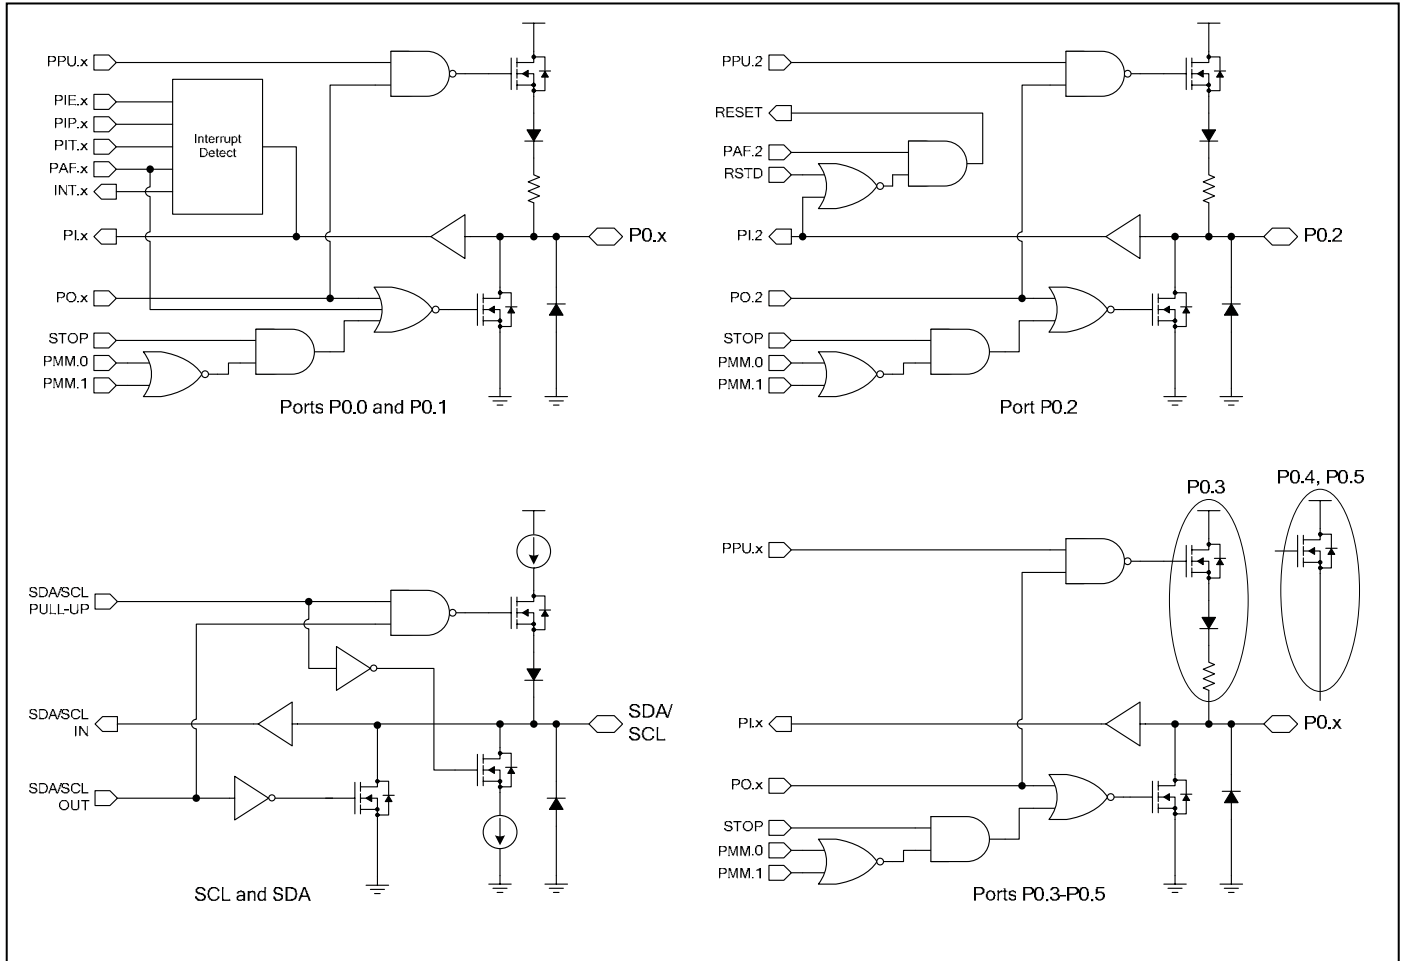 PPU.x
PIE.x
PIP.x
PIT.x
PAF.x
INT.x
Interrupt
Detect
PI.x
P0.x
PO.x
STOP
PMM.0
PMM.1
Ports P0.0 and P0.1
PPU.2
RESET
PAF.2
RSTD
PI.2
P0.2
PO.2
STOP
PMM.0
PMM.1
Port P0.2
SDA/SCL
PULL-UP
SDA/SCL
IN
SDA/
SCL
SDA/SCL
OUT
SCL and SDA
P0.3
P0.4, P0.5
PPU.x
PI.x
P0.x
PO.x
STOP
PMM.0
PMM.1
Ports P0.3-P0.5